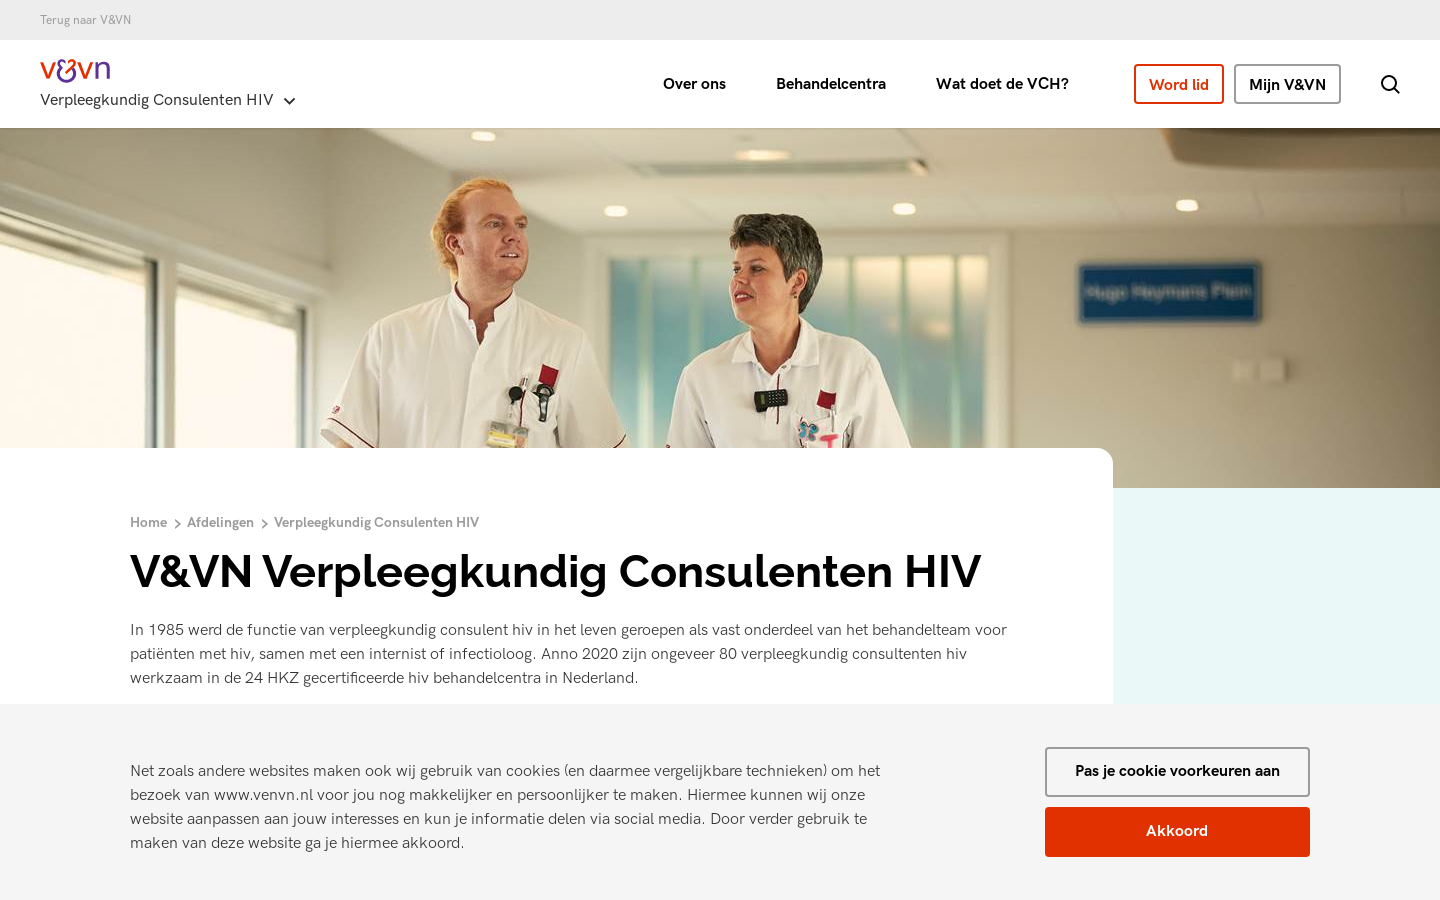 Terug naar V&VN
v&vn
Verpleegkundig Consulenten HIV
Over ons
Behandelcentra
Wat doet de VCH?
Word lid
Mijn V&VN
Hugo Heymans Plein
Home > Afdelingen > Verpleegkundig Consulenten HIV
V&VN Verpleegkundig Consulenten HIV
In 1985 werd de functie van verpleegkundig consulent hiv in het leven geroepen als vast onderdeel van het behandelteam voor
patiënten met hiv, samen met een internist of infectioloog. Anno 2020 zijn ongeveer 80 verpleegkundig consultenten hiv
werkzaam in de 24 HKZ gecertificeerde hiv behandelcentra in Nederland.
Net zoals andere websites maken ook wij gebruik van cookies (en daarmee vergelijkbare technieken) om het
bezoek van www.venvn.nl voor jou nog makkelijker en persoonlijker te maken. Hiermee kunnen wij onze
website aanpassen aan jouw interesses en kun je informatie delen via social media. Door verder gebruik te
maken van deze website ga je hiermee akkoord.
Pas je cookie voorkeuren aan
Akkoord